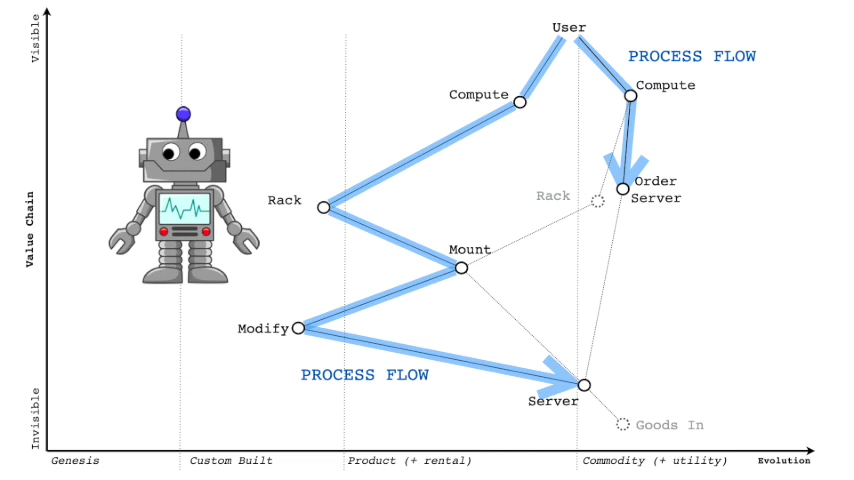 User
PROCESS FLOW
Compute
Compute
Order
Server
Rack
Rack
Mount
Modify
PROCESS FLOW
Server
Goods In
Visible
Value Chain
Invisible
Genesis
Custom Built
Product (+ rental)
Commodity (+ utility)
Evolution